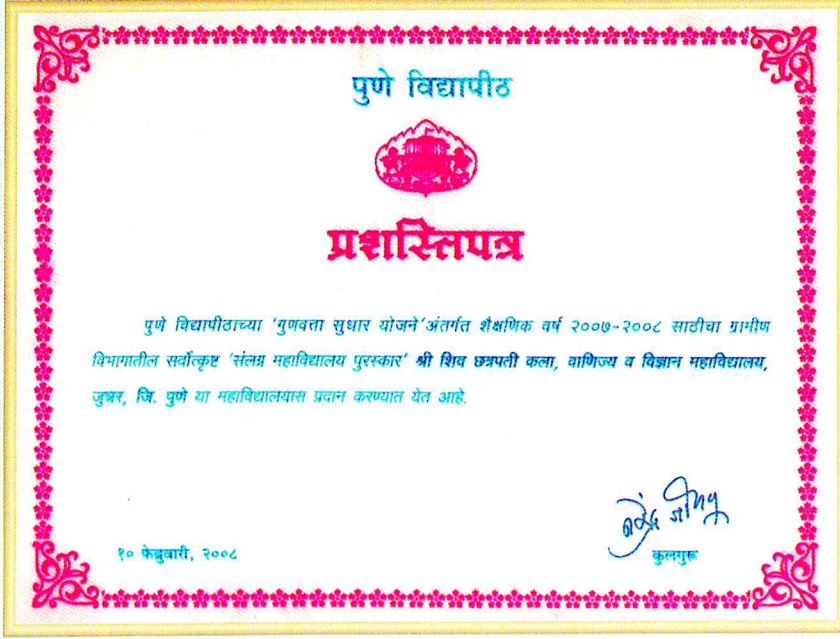 पुणे विद्यापीठ
प्रशस्तिपत्र
पुणे विद्यापीठाच्या 'गुणवत्ता सुधार योजने'अंतर्गत शैक्षणिक वर्ष २००७-२००८ साठीचा ग्रामीण
विभागातील सर्वोत्कृष्ट 'संलग्न महाविद्यालय पुरस्कार' श्री शिव छत्रपती कला, वाणिज्य व विज्ञान महाविद्यालय,
जुन्नर, जि. पुणे या महाविद्यालयास प्रदान करण्यात येत आहे.
१० फेब्रुवारी, २००८
कुलगुरू